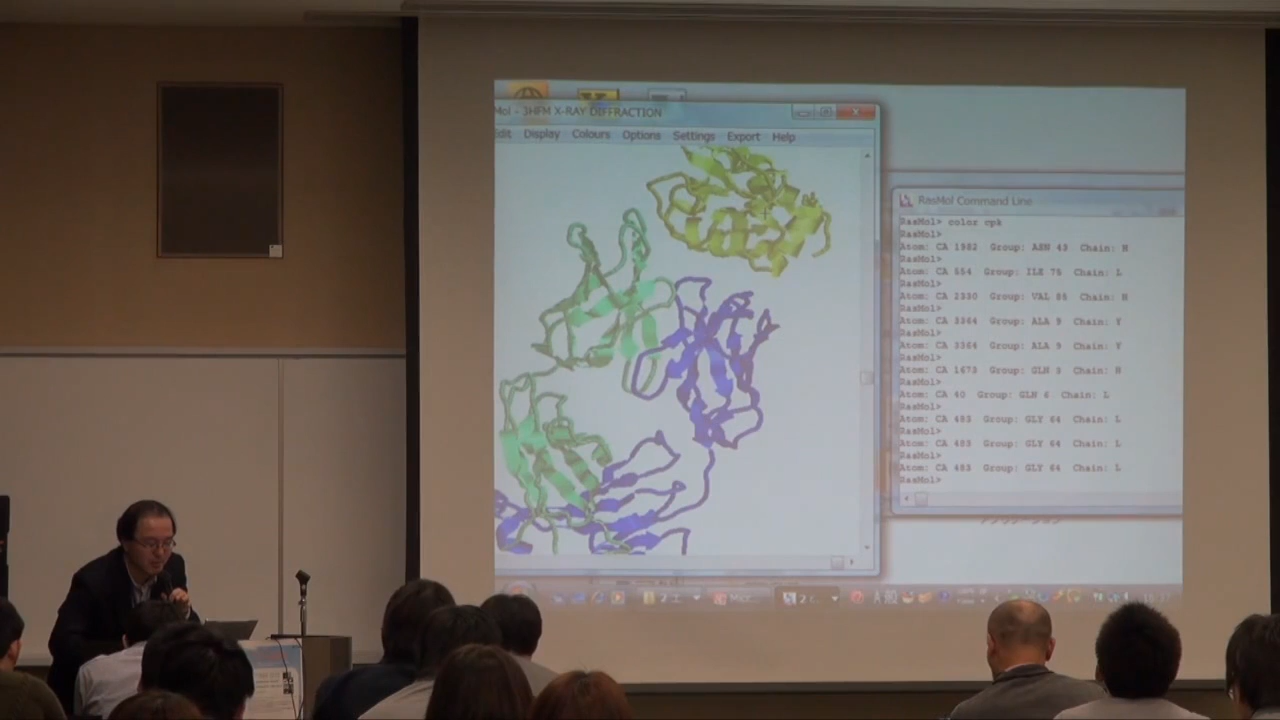 Mol - 3HFM X-RAY DIFFRACTION
Edit Display Colours Options Settings Export Help
RasMol Command Line
RasMol> color cpk
RasMol>
Atom: CA 1982 Group: ASN 43 Chain: H
RasMol>
Atom: CA 554 Group: ILE 75 Chain: L
RasMol>
Atom: CA 2330 Group: VAL 85 Chain: H
RasMol>
Atom: CA 3364 Group: ALA 9 Chain: Y
RasMol>
Atom: CA 3364 Group: ALA 9 Chain: Y
RasMol>
Atom: CA 1673 Group: GLN 3 Chain: H
RasMol>
Atom: CA 40 Group: GLN 6 Chain: L
RasMol>
Atom: CA 483 Group: GLY 64 Chain: L
RasMol>
Atom: CA 483 Group: GLY 64 Chain: L
RasMol>
Atom: CA 483 Group: GLY 64 Chain: L
RasMol>